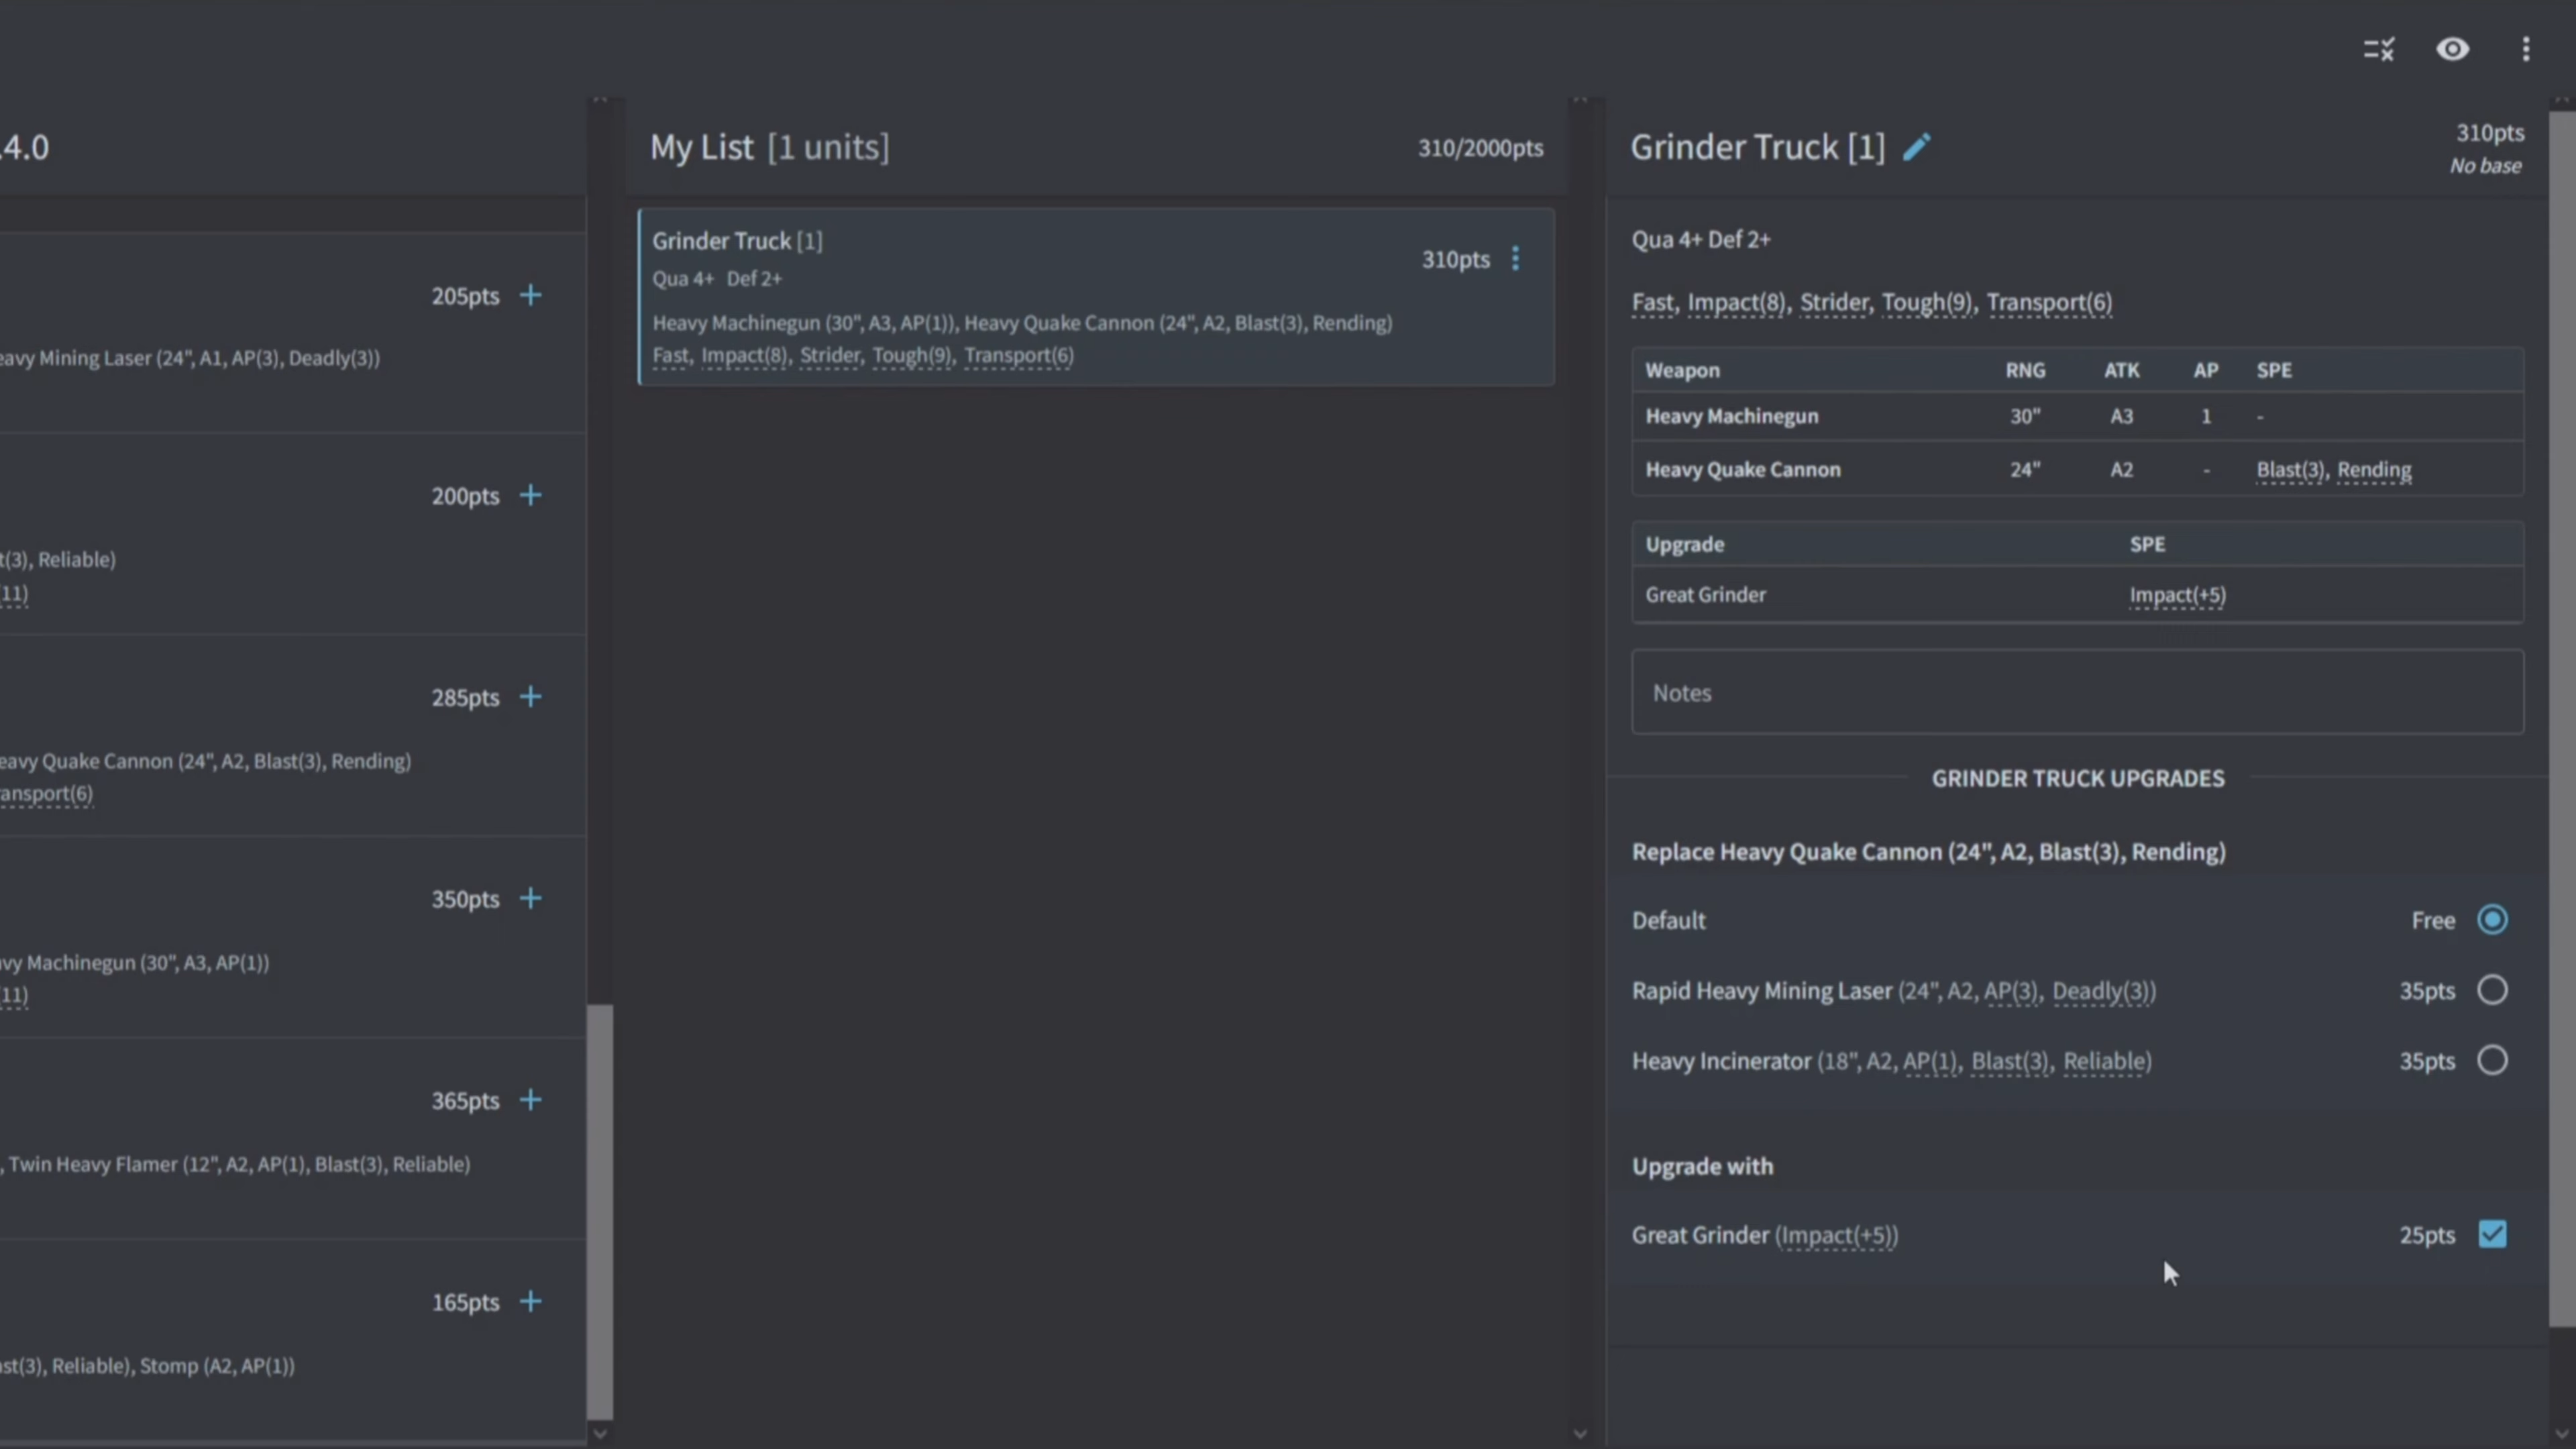 .4.0
205pts
eavy Mining Laser (24", A1, AP(3), Deadly(3))
200pts
t(3), Reliable)
11)
285pts
eavy Quake Cannon (24", A2, Blast(3), Rending)
ansport(6)
350pts
vy Machinegun (30", A3, AP(1))
11)
365pts
, Twin Heavy Flamer (12", A2, AP(1), Blast(3), Reliable)
165pts
ast(3), Reliable), Stomp (A2, AP(1))
My List [1 units] 310/2000pts
Grinder Truck [1]
310pts
Qua 4+ Def 2+
Heavy Machinegun (30", A3, AP(1)), Heavy Quake Cannon (24", A2, Blast(3), Rending)
Fast, Impact(8), Strider, Tough(9), Transport(6)
Grinder Truck [1]
310pts
No base
Qua 4+ Def 2+
Fast, Impact(8), Strider, Tough(9), Transport(6)
Weapon RNG ATK AP SPE
Heavy Machinegun 30" A3 1 -
Heavy Quake Cannon 24" A2 - Blast(3), Rending
Upgrade SPE
Great Grinder Impact(+5)
Notes
GRINDER TRUCK UPGRADES
Replace Heavy Quake Cannon (24", A2, Blast(3), Rending)
Default Free
Rapid Heavy Mining Laser (24", A2, AP(3), Deadly(3)) 35pts
Heavy Incinerator (18", A2, AP(1), Blast(3), Reliable) 35pts
Upgrade with
Great Grinder (Impact(+5)) 25pts